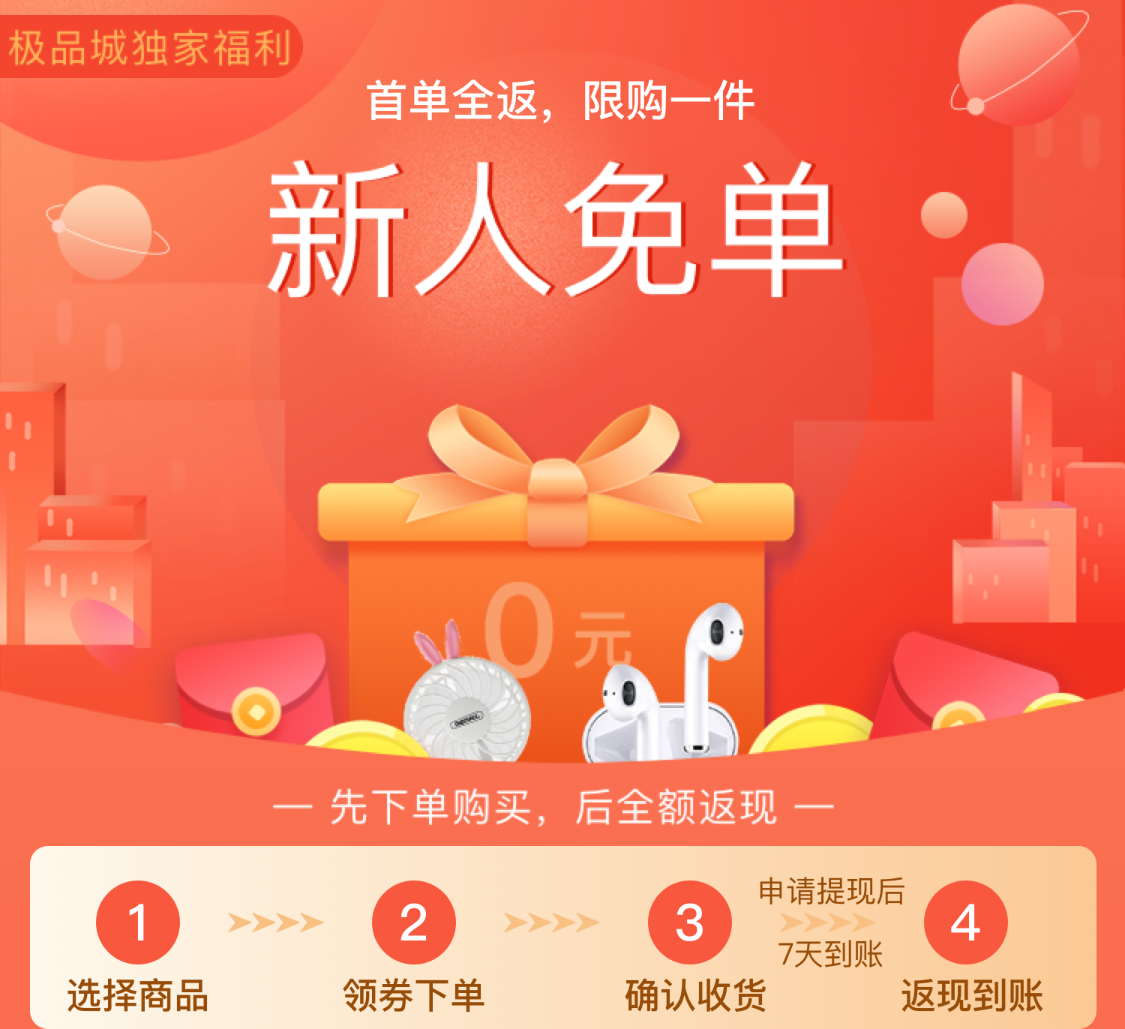 极品城独家福利
首单全返，限购一件
新人免单
0元
— 先下单购买，后全额返现 —
1
2
3
申请提现后
7天到账
4
选择商品
领券下单
确认收货
返现到账